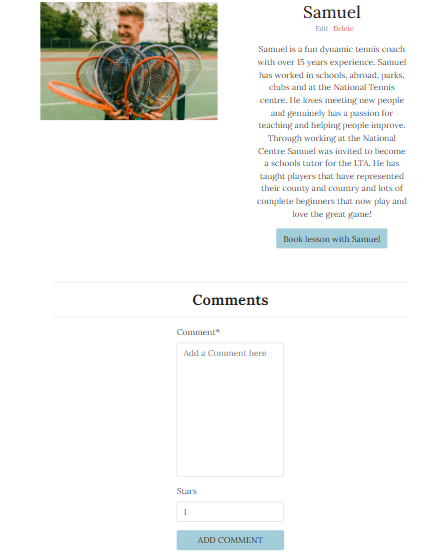 Samuel
Edit Delete
Samuel is a fun dynamic tennis coach
with over 15 years experience. Samuel
has worked in schools, abroad, parks,
clubs and at the National Tennis
centre. He loves meeting new people
and genuinely has a passion for
teaching and helping people improve.
Through working at the National
Centre Samuel was invited to become
a schools tutor for the LTA. He has
taught players that have represented
their county and country and lots of
complete beginners that now play and
love the great game!
Book lesson with Samuel
Comments
Comment*
Add a Comment here
Stars
1
ADD COMMENT